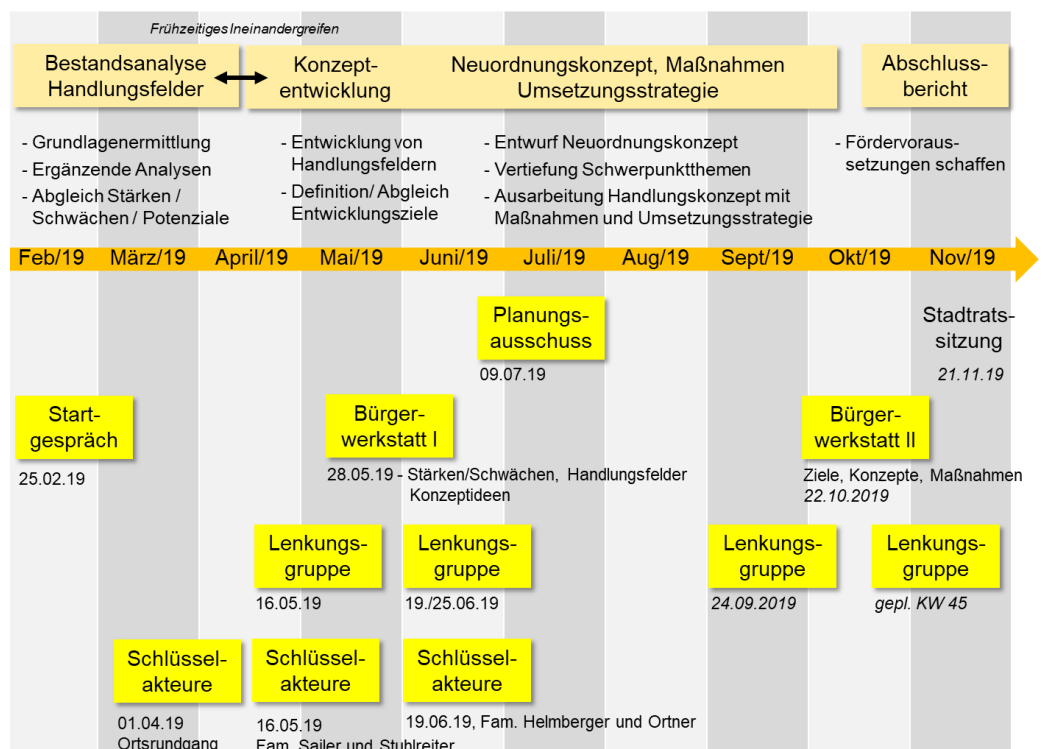 Frühzeitiges Ineinandergreifen
Bestandsanalyse
Handlungsfelder
Konzept-
entwicklung
Neuordnungskonzept, Maßnahmen
Umsetzungsstrategie
Abschluss-
bericht
- Grundlagenermittlung
- Ergänzende Analysen
- Abgleich Stärken /
Schwächen / Potenziale
- Entwicklung von
Handlungsfeldern
- Definition/ Abgleich
Entwicklungsziele
- Entwurf Neuordnungskonzept
- Vertiefung Schwerpunktthemen
- Ausarbeitung Handlungskonzept mit
Maßnahmen und Umsetzungsstrategie
- Fördervoraus-
setzungen schaffen
Feb/19 März/19 April/19 Mai/19 Juni/19 Juli/19 Aug/19 Sept/19 Okt/19 Nov/19
Planungs-
ausschuss
09.07.19
Stadtrats-
sitzung
21.11.19
Start-
gespräch
25.02.19
Bürger-
werkstatt I
28.05.19 - Stärken/Schwächen, Handlungsfelder
Konzeptideen
Bürger-
werkstatt II
Ziele, Konzepte, Maßnahmen
22.10.2019
Lenkungs-
gruppe
16.05.19
Lenkungs-
gruppe
19./25.06.19
Lenkungs-
gruppe
24.09.2019
Lenkungs-
gruppe
gepl. KW 45
Schlüssel-
akteure
01.04.19
Ortsrundgang
Schlüssel-
akteure
16.05.19
Fam. Sailer und Stuhlreiter
Schlüssel-
akteure
19.06.19, Fam. Helmberger und Ortner